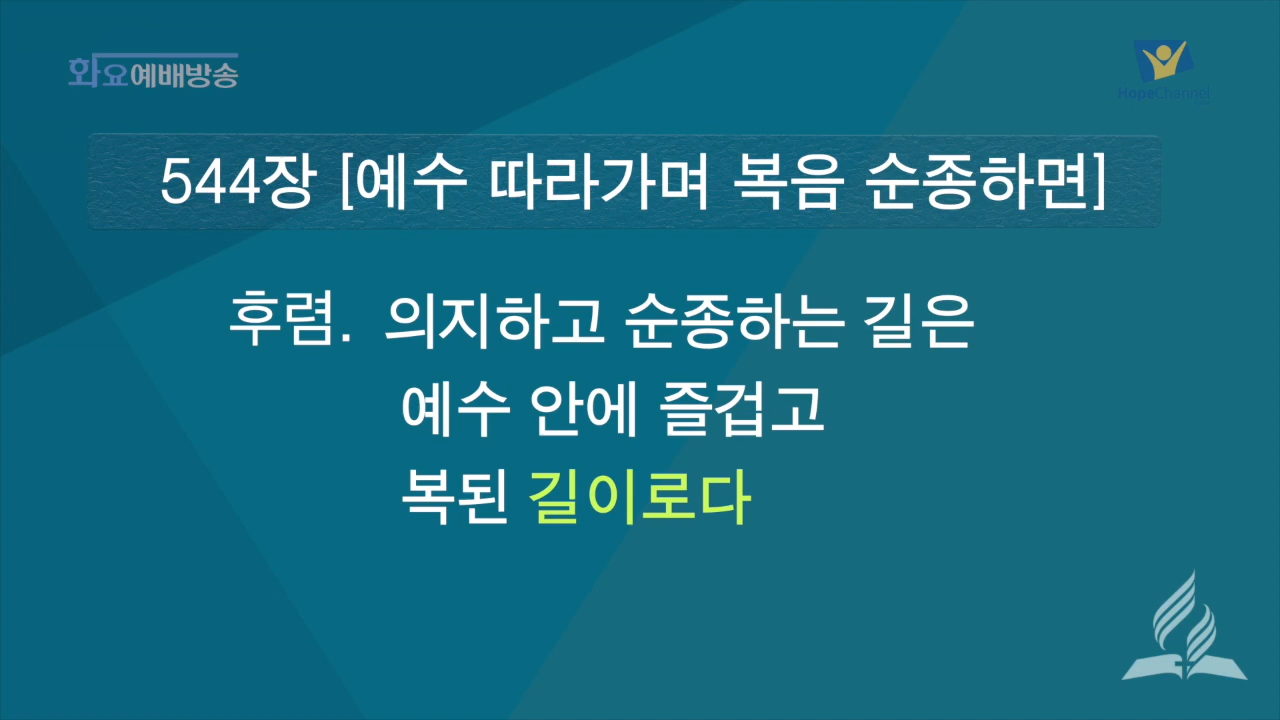 화요예배방송
HopeChannel
544장 [예수 따라가며 복음 순종하면]
후렴. 의지하고 순종하는 길은
예수 안에 즐겁고
복된 길이로다